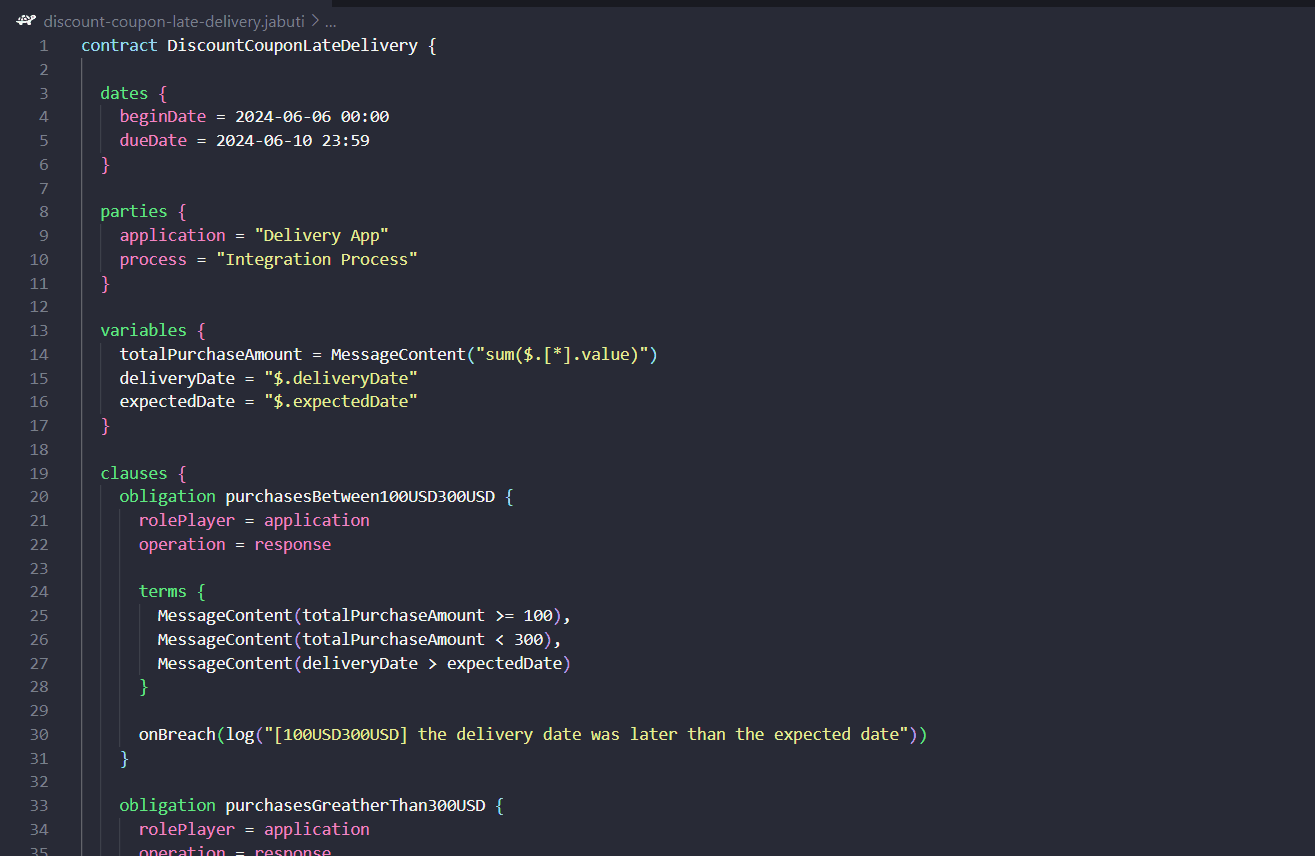 discount-coupon-late-delivery.jabuti > ...
1 contract DiscountCouponLateDelivery {
2
3 dates {
4 beginDate = 2024-06-06 00:00
5 dueDate = 2024-06-10 23:59
6 }
7
8 parties {
9 application = "Delivery App"
10 process = "Integration Process"
11 }
12
13 variables {
14 totalPurchaseAmount = MessageContent("sum($.[*].value)")
15 deliveryDate = "$.deliveryDate"
16 expectedDate = "$.expectedDate"
17 }
18
19 clauses {
20 obligation purchasesBetween100USD300USD {
21 rolePlayer = application
22 operation = response
23
24 terms {
25 MessageContent(totalPurchaseAmount >= 100),
26 MessageContent(totalPurchaseAmount < 300),
27 MessageContent(deliveryDate > expectedDate)
28 }
29
30 onBreach(log("[100USD300USD] the delivery date was later than the expected date"))
31 }
32
33 obligation purchasesGreatherThan300USD {
34 rolePlayer = application
35 operation = response